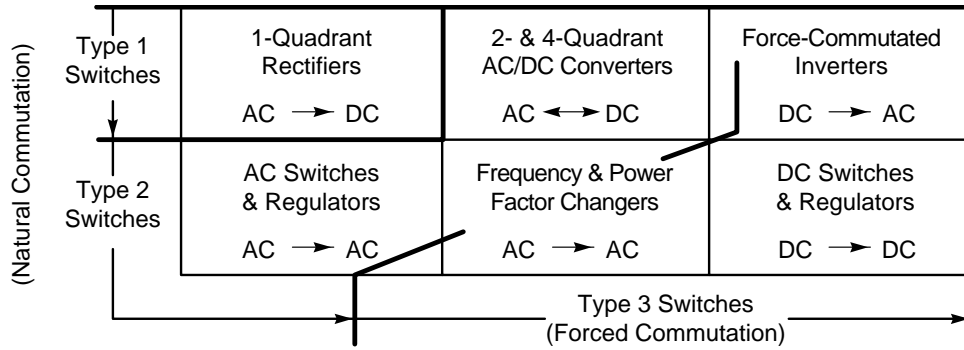 (Natural Commutation)
Type 1
Switches
1-Quadrant
Rectifiers
AC → DC
2- & 4-Quadrant
AC/DC Converters
AC ↔ DC
Force-Commutated
Inverters
DC → AC
Type 2
Switches
AC Switches
& Regulators
AC → AC
Frequency & Power
Factor Changers
AC → AC
DC Switches
& Regulators
DC → DC
Type 3 Switches
(Forced Commutation)